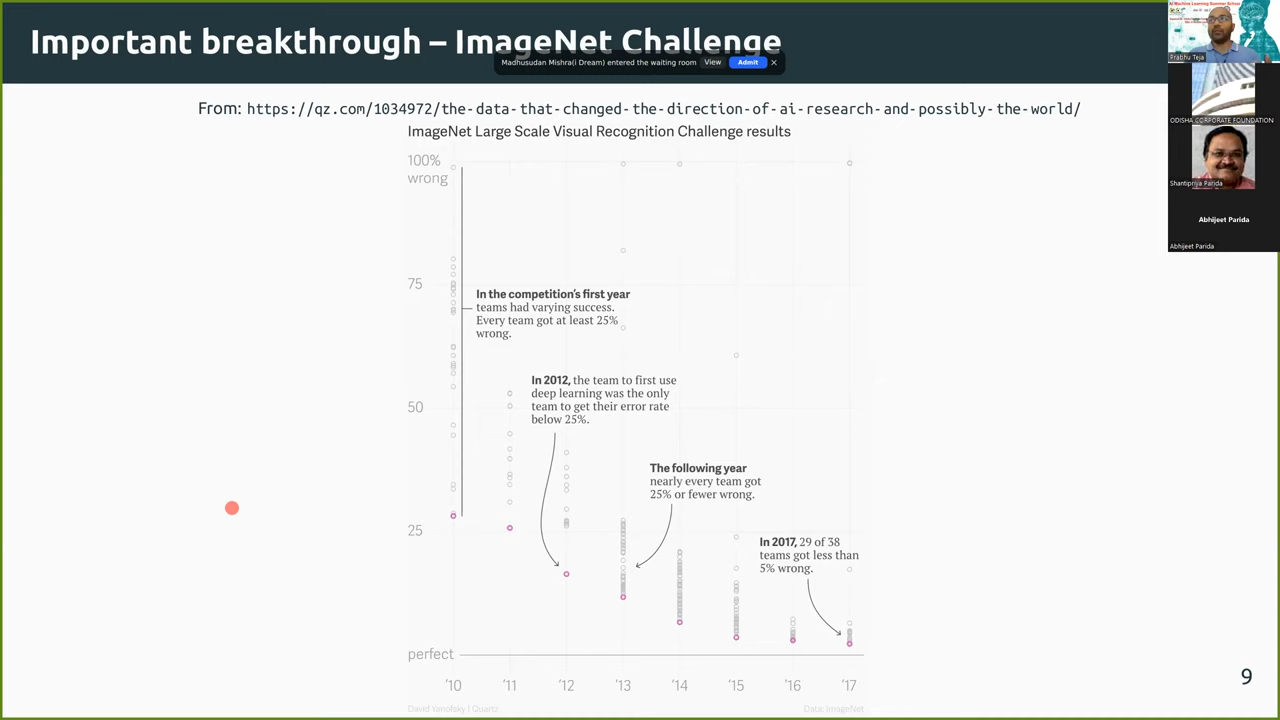 Important breakthrough – ImageNet Challenge
Madhusudan Mishra(i Dream) entered the waiting room View Admit
From: https://qz.com/1034972/the-data-that-changed-the-direction-of-ai-research-and-possibly-the-world/
ImageNet Large Scale Visual Recognition Challenge results
100%
wrong
75
In the competition's first year
teams had varying success.
Every team got at least 25%
wrong.
In 2012, the team to first use
deep learning was the only
team to get their error rate
below 25%.
50
The following year
nearly every team got
25% or fewer wrong.
25
In 2017, 29 of 38
teams got less than
5% wrong.
perfect
'10 '11 '12 '13 '14 '15 '16 '17
David Yanofsky | Quartz
Data: ImageNet
9
AI-Machine Learning Summer School
Prabhu Teja
ODISHA CORPORATE FOUNDATION
Shantipriya Parida
Abhijeet Parida
Abhijeet Parida